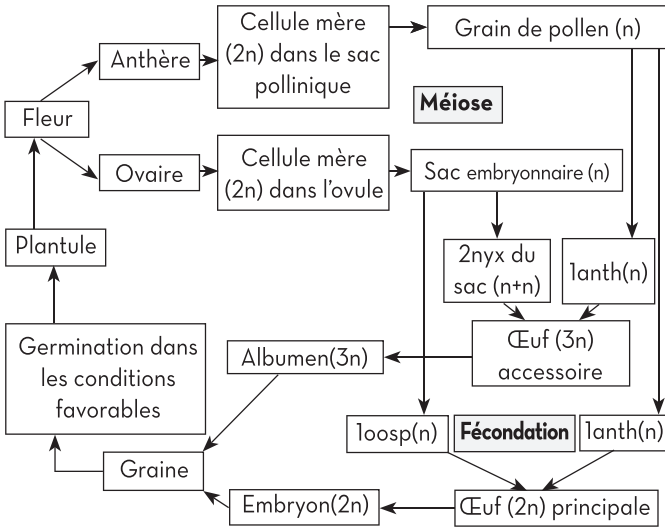 Cellule mère
(2n) dans le sac
pollinique
Grain de pollen (n)
Anthère
Méiose
Fleur
Cellule mère
(2n) dans l'ovule
Ovaire
Sac embryonnaire (n)
Plantule
2nyx du
sac (n+n)
1anth(n)
Germination dans
les conditions
favorables
Albumen(3n)
Œuf (3n)
accessoire
1oosp(n)
Fécondation
1anth(n)
Graine
Embryon(2n)
Œuf (2n) principale